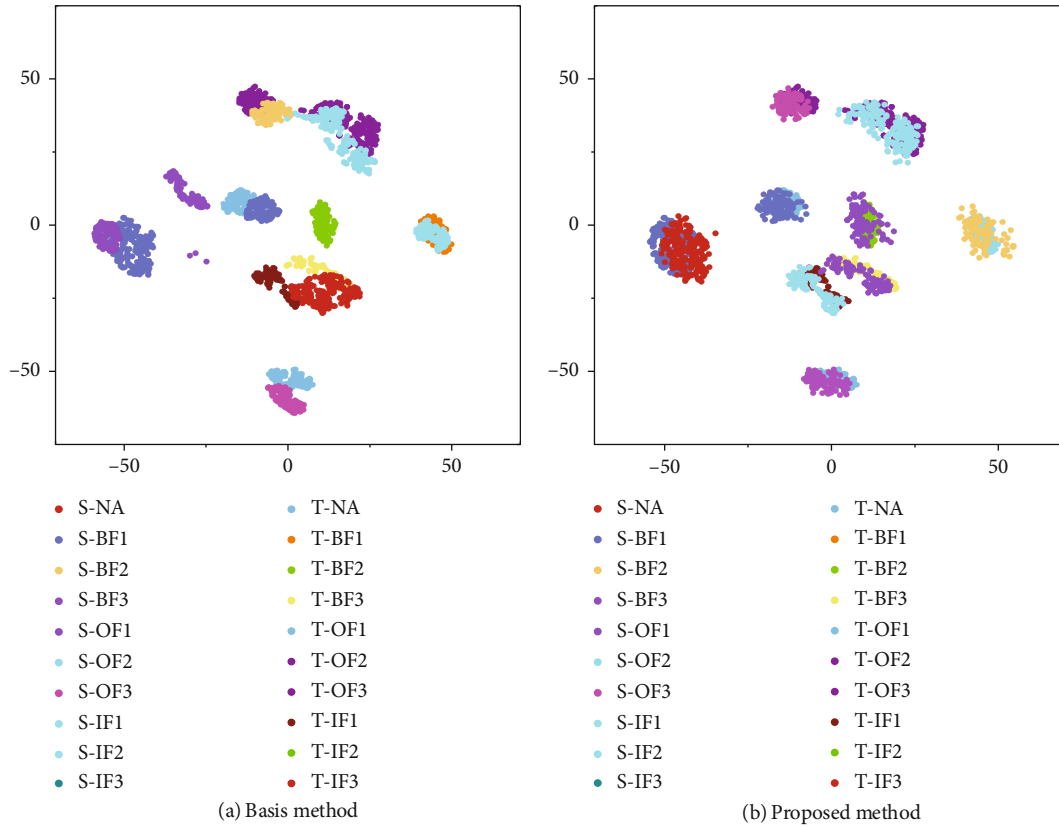 50
0
−50
−50
0
50
S-NA
T-NA
S-BF1
T-BF1
S-BF2
T-BF2
S-BF3
T-BF3
S-OF1
T-OF1
S-OF2
T-OF2
S-OF3
T-OF3
S-IF1
T-IF1
S-IF2
T-IF2
S-IF3
T-IF3
(a) Basis method
50
0
−50
−50
0
50
S-NA
T-NA
S-BF1
T-BF1
S-BF2
T-BF2
S-BF3
T-BF3
S-OF1
T-OF1
S-OF2
T-OF2
S-OF3
T-OF3
S-IF1
T-IF1
S-IF2
T-IF2
S-IF3
T-IF3
(b) Proposed method